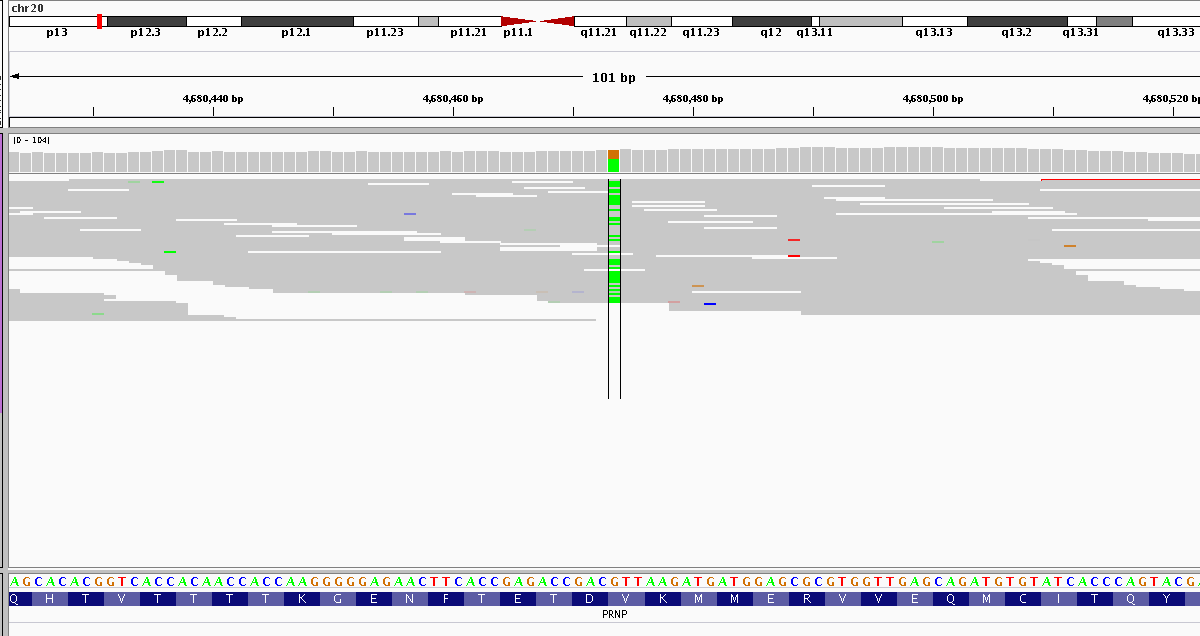 chr20
p13 p12.3 p12.2 p12.1 p11.23 p11.21 p11.1 q11.21 q11.22 q11.23 q12 q13.11 q13.13 q13.2 q13.31 q13.33
101 bp
4,680,440 bp 4,680,460 bp 4,680,480 bp 4,680,500 bp 4,680,520 bp
[0 - 104]
AGCACACGGTCACCACAACCACCAAGGGGGAGAACTTCACCGAGACCGACGTTAAGATGATGGAGCGCGTGGTTGAGCAGATGTGTATCACCCAGTACG
Q H T V T T T T K G E N F T E T D V K M M E R V V E Q M C I T Q Y
PRNP